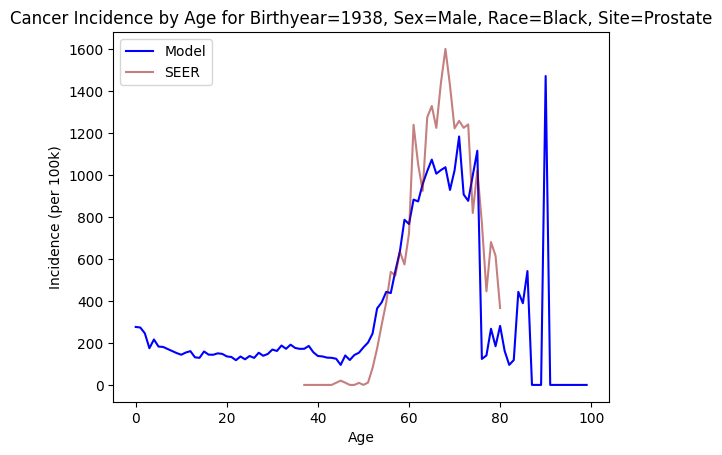 Cancer Incidence by Age for Birthyear=1938, Sex=Male, Race=Black, Site=Prostate
Model
SEER
Incidence (per 100k)
1600
1400
1200
1000
800
600
400
200
0
0 20 40 60 80 100
Age